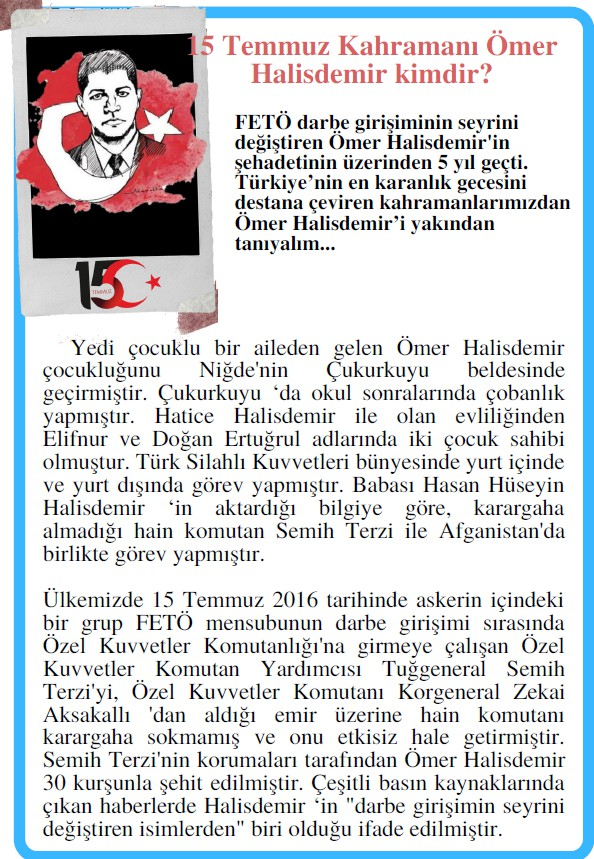 15 Temmuz Kahramanı Ömer
Halisdemir kimdir?
FETÖ darbe girişiminin seyrini
değiştiren Ömer Halisdemir'in
şehadetinin üzerinden 5 yıl geçti.
Türkiye’nin en karanlık gecesini
destana çeviren kahramanlarımızdan
Ömer Halisdemir’i yakından
tanıyalım...
15
TEMMUZ
Yedi çocuklu bir aileden gelen Ömer Halisdemir
çocukluğunu Niğde'nin Çukurkuyu beldesinde
geçirmiştir. Çukurkuyu ‘da okul sonralarında çobanlık
yapmıştır. Hatice Halisdemir ile olan evliliğinden
Elifnur ve Doğan Ertuğrul adlarında iki çocuk sahibi
olmuştur. Türk Silahlı Kuvvetleri bünyesinde yurt içinde
ve yurt dışında görev yapmıştır. Babası Hasan Hüseyin
Halisdemir ‘in aktardığı bilgiye göre, karargaha
almadığı hain komutan Semih Terzi ile Afganistan'da
birlikte görev yapmıştır.
Ülkemizde 15 Temmuz 2016 tarihinde askerin içindeki
bir grup FETÖ mensubunun darbe girişimi sırasında
Özel Kuvvetler Komutanlığı'na girmeye çalışan Özel
Kuvvetler Komutan Yardımcısı Tuğgeneral Semih
Terzi'yi, Özel Kuvvetler Komutanı Korgeneral Zekai
Aksakallı 'dan aldığı emir üzerine hain komutanı
karargaha sokmamış ve onu etkisiz hale getirmiştir.
Semih Terzi'nin korumaları tarafından Ömer Halisdemir
30 kurşunla şehit edilmiştir. Çeşitli basın kaynaklarında
çıkan haberlerde Halisdemir ‘in "darbe girişimin seyrini
değiştiren isimlerden" biri olduğu ifade edilmiştir.